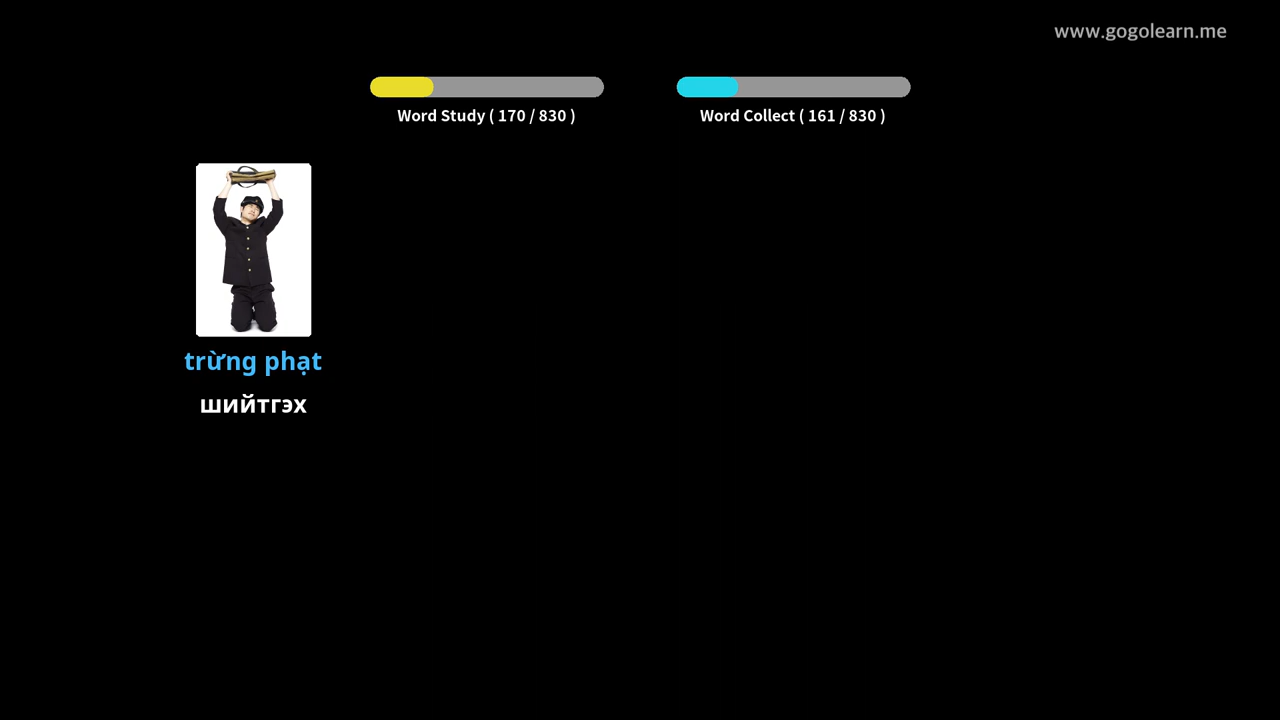 www.gogolearn.me
Word Study ( 170 / 830 )
Word Collect ( 161 / 830 )
trừng phạt
шийтгэх